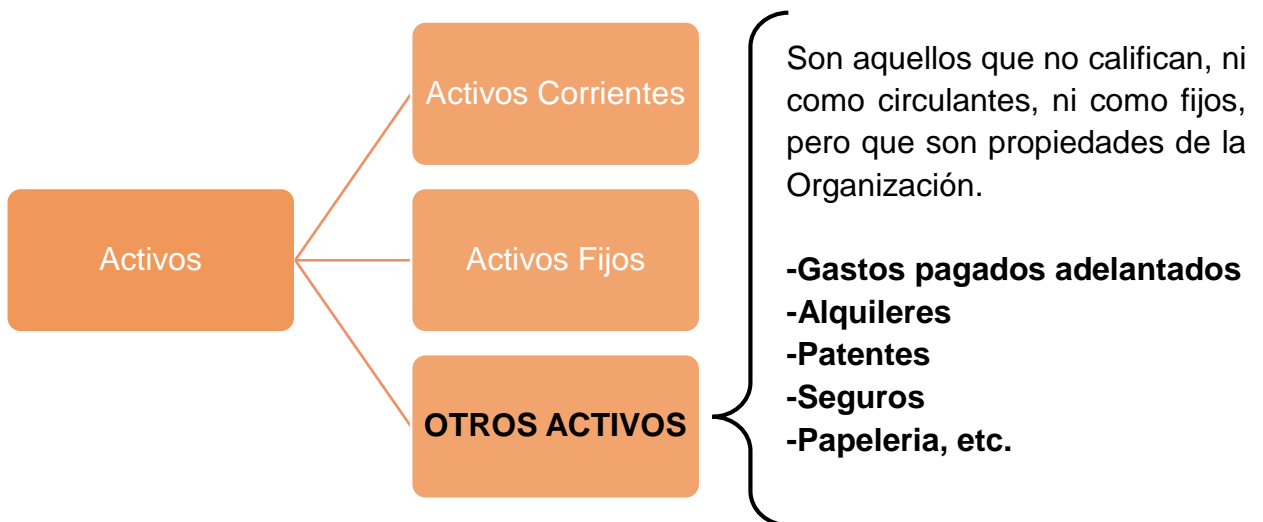 Activos
Activos Corrientes
Activos Fijos
OTROS ACTIVOS
Son aquellos que no califican, ni
como circulantes, ni como fijos,
pero que son propiedades de la
Organización.
-Gastos pagados adelantados
-Alquileres
-Patentes
-Seguros
-Papeleria, etc.